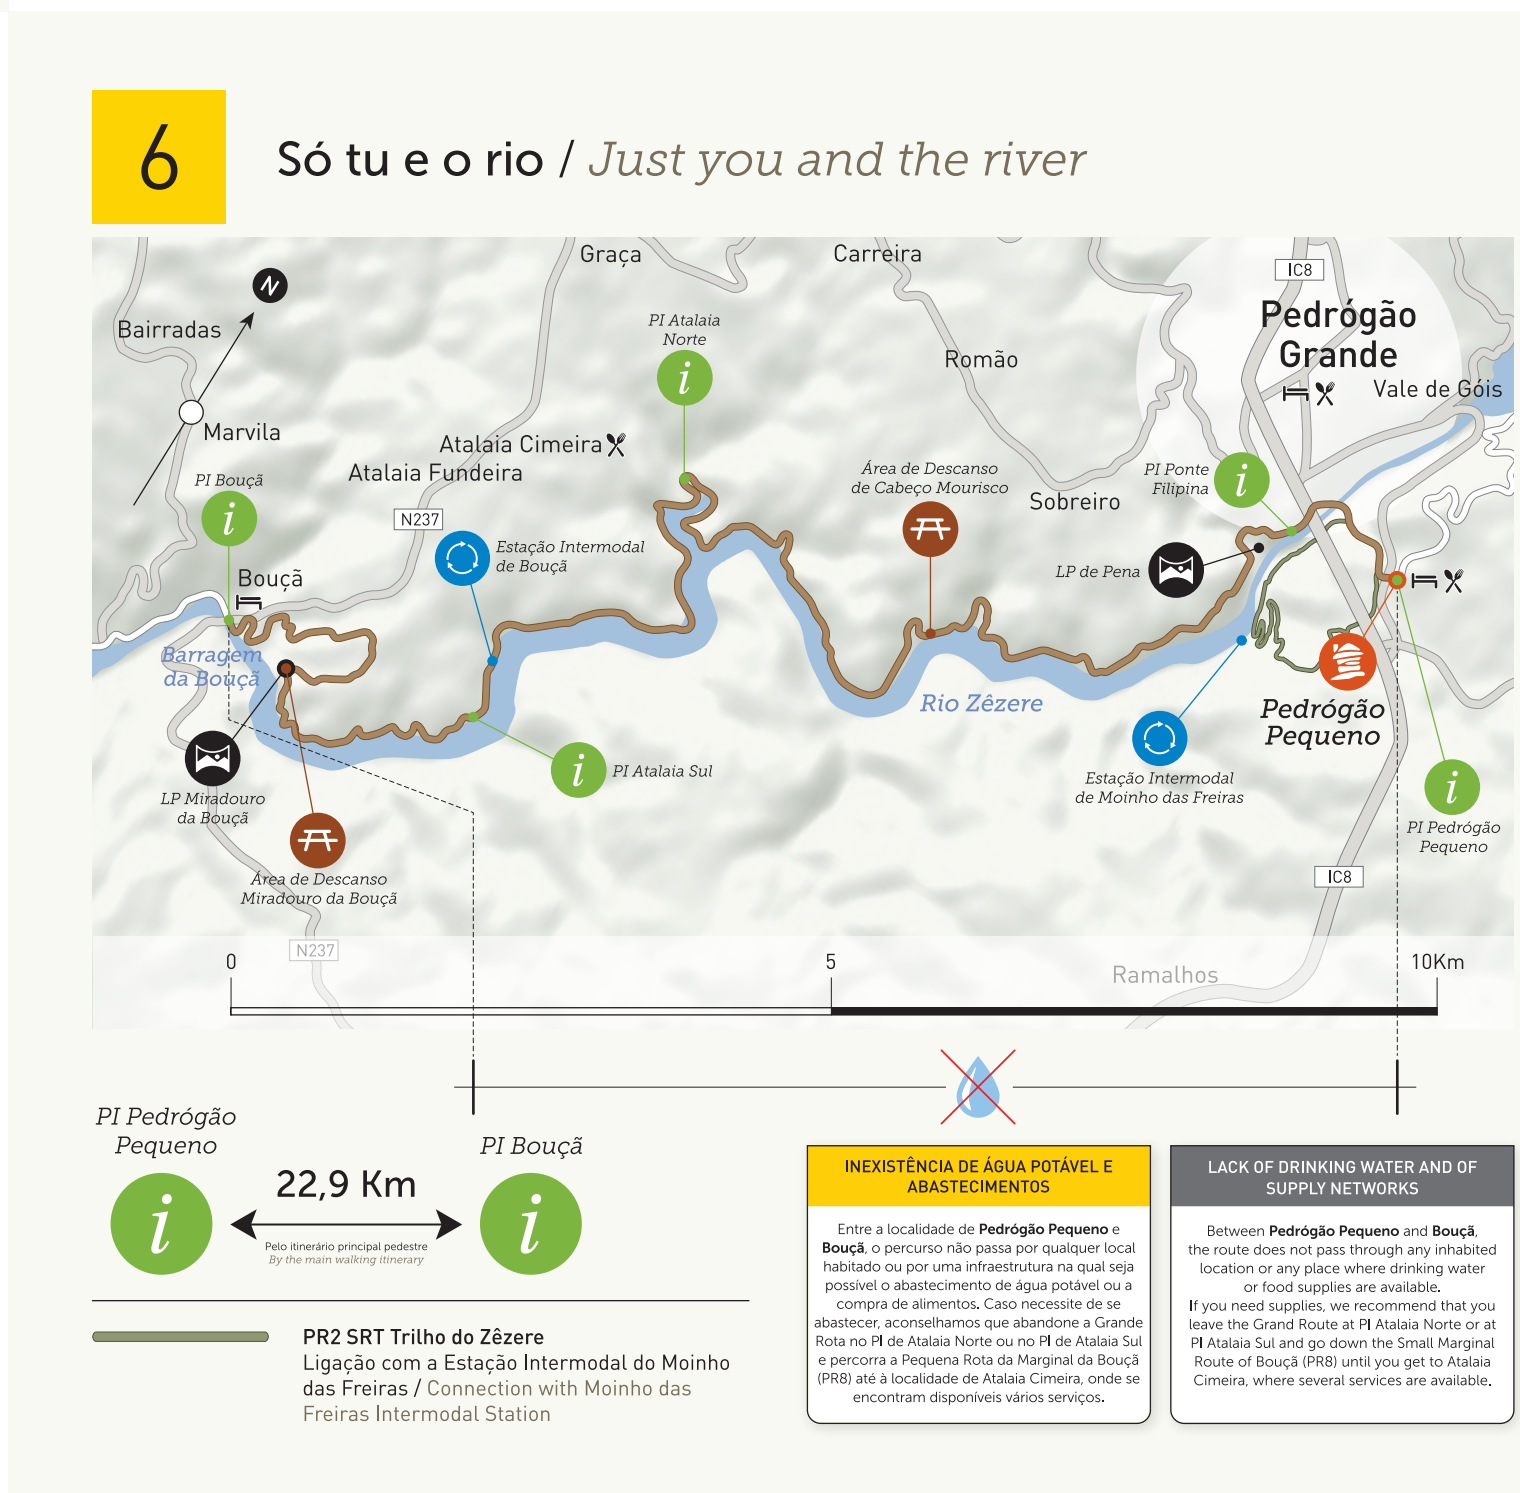 6
Só tu e o rio / Just you and the river
Graça
Carreira
IC8
N
Bairradas
Pedrógão
Grande
PI Atalaia
Norte
Romão
Vale de Góis
Marvila
Atalaia Cimeira
Atalaia Fundeira
PI Bouçã
i
i
N237
Área de Descanso
de Cabeço Mourisco
Sobreiro
PI Ponte
Filipina
i
Estação Intermodal
de Bouçã
LP de Pena
Bouçã
Barragem
da Bouçã
Rio Zêzere
Pedrógão
Pequeno
PI Atalaia Sul
i
LP Miradouro
da Bouçã
Estação Intermodal
de Moinho das Freiras
i
PI Pedrógão
Pequeno
Área de Descanso
Miradouro da Bouçã
IC8
N237
Ramalhos
0
5
10Km
PI Pedrógão
Pequeno
i
22,9 Km
Pelo itinerário principal pedestre
By the main walking itinerary
PI Bouçã
i
PR2 SRT Trilho do Zêzere
Ligação com a Estação Intermodal do Moinho
das Freiras / Connection with Moinho das
Freiras Intermodal Station
INEXISTÊNCIA DE ÁGUA POTÁVEL E
ABASTECIMENTOS
Entre a localidade de Pedrógão Pequeno e
Bouçã, o percurso não passa por qualquer local
habitado ou por uma infraestrutura na qual seja
possível o abastecimento de água potável ou a
compra de alimentos. Caso necessite de se
abastecer, aconselhamos que abandone a Grande
Rota no PI de Atalaia Norte ou no PI de Atalaia Sul
e percorra a Pequena Rota da Marginal da Bouçã
(PR8) até à localidade de Atalaia Cimeira, onde se
encontram disponíveis vários serviços.
LACK OF DRINKING WATER AND OF
SUPPLY NETWORKS
Between Pedrógão Pequeno and Bouçã,
the route does not pass through any inhabited
location or any place where drinking water
or food supplies are available.
If you need supplies, we recommend that you
leave the Grand Route at PI Atalaia Norte or at
PI Atalaia Sul and go down the Small Marginal
Route of Bouçã (PR8) until you get to Atalaia
Cimeira, where several services are available.